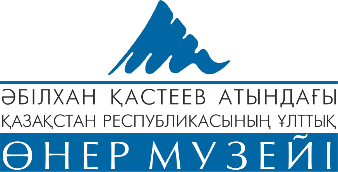 ӘБІЛХАН ҚАСТЕЕВ АТЫНДАҒЫ
ҚАЗАҚСТАН РЕСПУБЛИКАСЫНЫҢ ҰЛТТЫҚ
ӨНЕР МУЗЕЙІ